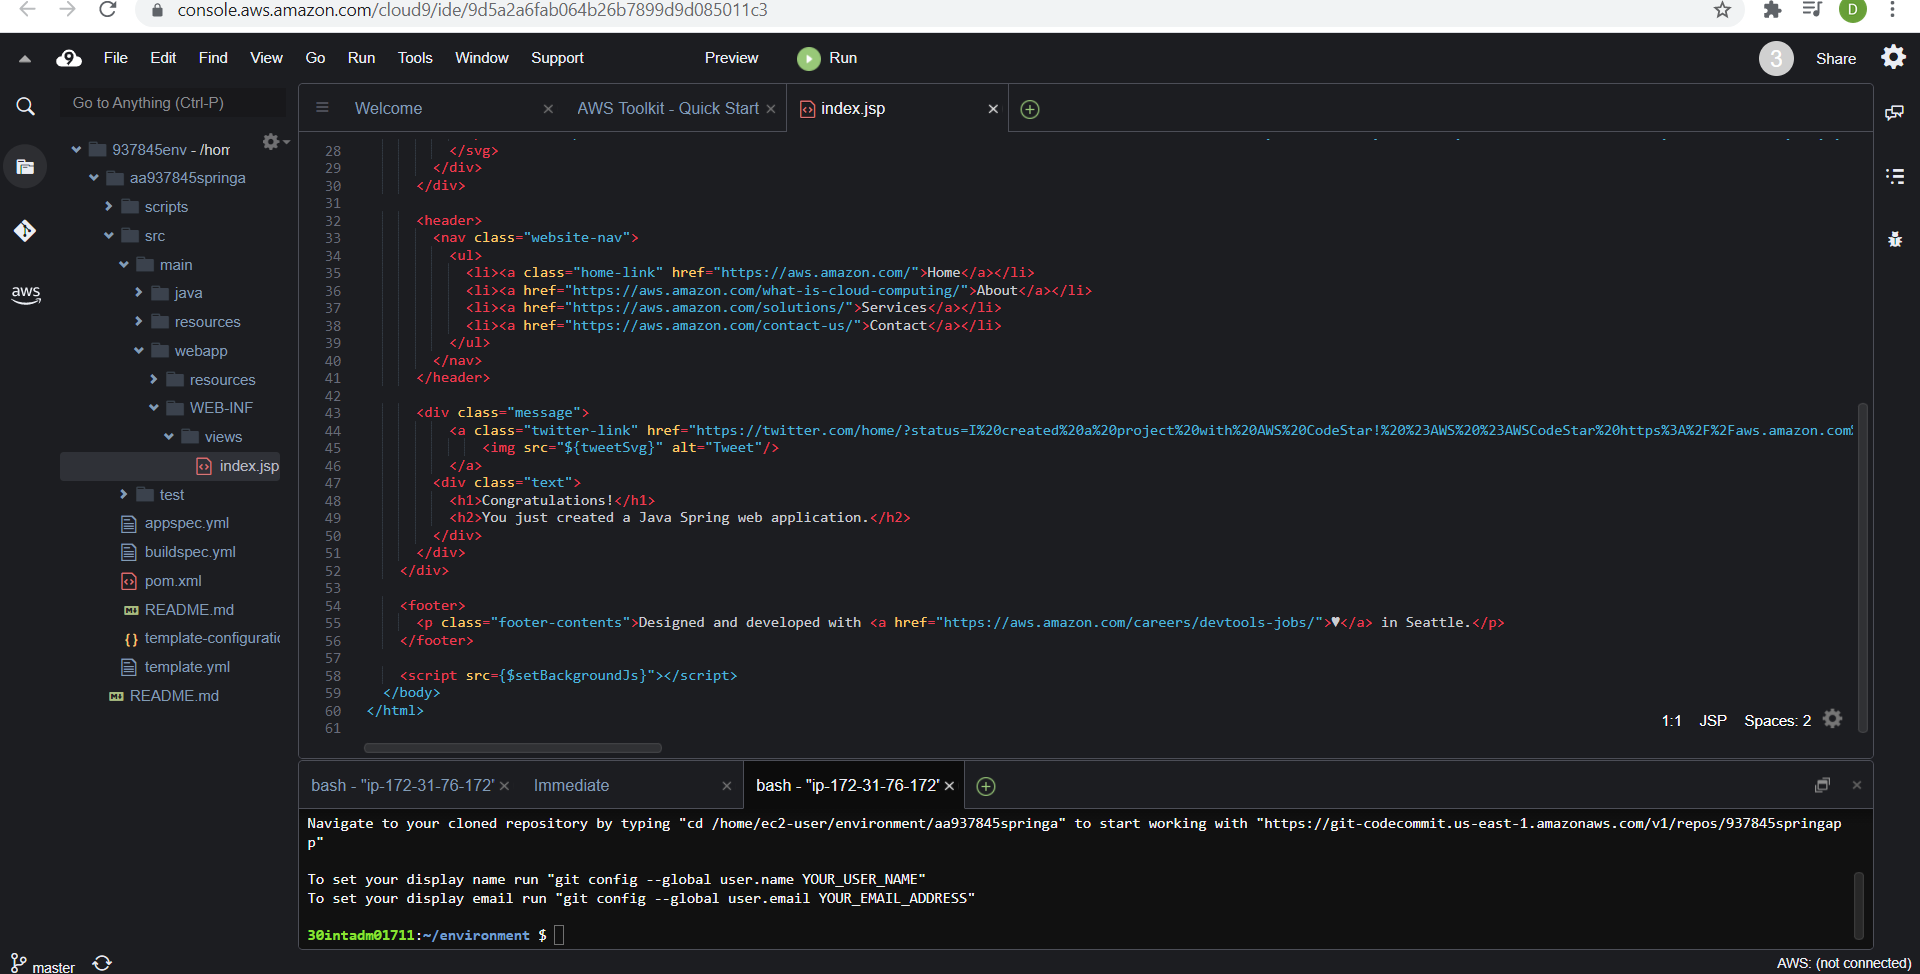 console.aws.amazon.com/cloud9/ide/9d5a2a6fab064b26b7899d9d085011c3
D
9 File Edit Find View Go Run Tools Window Support Preview Run 3 Share
Go to Anything (Ctrl-P)
937845env - /hom
aa937845springa
scripts
src
main
java
resources
webapp
resources
WEB-INF
views
index.jsp
test
appspec.yml
buildspec.yml
pom.xml
README.md
template-configuratio
template.yml
README.md
aws
Welcome
AWS Toolkit - Quick Start
index.jsp
28 </svg>
29 </div>
30 </div>
31
32 <header>
33 <nav class="website-nav">
34 <ul>
35 <li><a class="home-link" href="https://aws.amazon.com/">Home</a></li>
36 <li><a href="https://aws.amazon.com/what-is-cloud-computing/">About</a></li>
37 <li><a href="https://aws.amazon.com/solutions/">Services</a></li>
38 <li><a href="https://aws.amazon.com/contact-us/">Contact</a></li>
39 </ul>
40 </nav>
41 </header>
42
43 <div class="message">
44 <a class="twitter-link" href="https://twitter.com/home/?status=I%20created%20a%20project%20with%20AWS%20CodeStar!%20%23AWS%20%23AWSCodeStar%20https%3A%2F%2Faws.amazon.com%
45 <img src="${tweetSvg}" alt="Tweet"/>
46 </a>
47 <div class="text">
48 <h1>Congratulations!</h1>
49 <h2>You just created a Java Spring web application.</h2>
50 </div>
51 </div>
52 </div>
53
54 <footer>
55 <p class="footer-contents">Designed and developed with <a href="https://aws.amazon.com/careers/devtools-jobs/">♥</a> in Seattle.</p>
56 </footer>
57
58 <script src={$setBackgroundJs}"></script>
59 </body>
60 </html>
61
1:1 JSP Spaces: 2
bash - "ip-172-31-76-172"
Immediate
bash - "ip-172-31-76-172"
Navigate to your cloned repository by typing "cd /home/ec2-user/environment/aa937845springa" to start working with "https://git-codecommit.us-east-1.amazonaws.com/v1/repos/937845springap
p"
To set your display name run "git config --global user.name YOUR_USER_NAME"
To set your display email run "git config --global user.email YOUR_EMAIL_ADDRESS"
30intadm01711:~/environment $
master
AWS: (not connected)